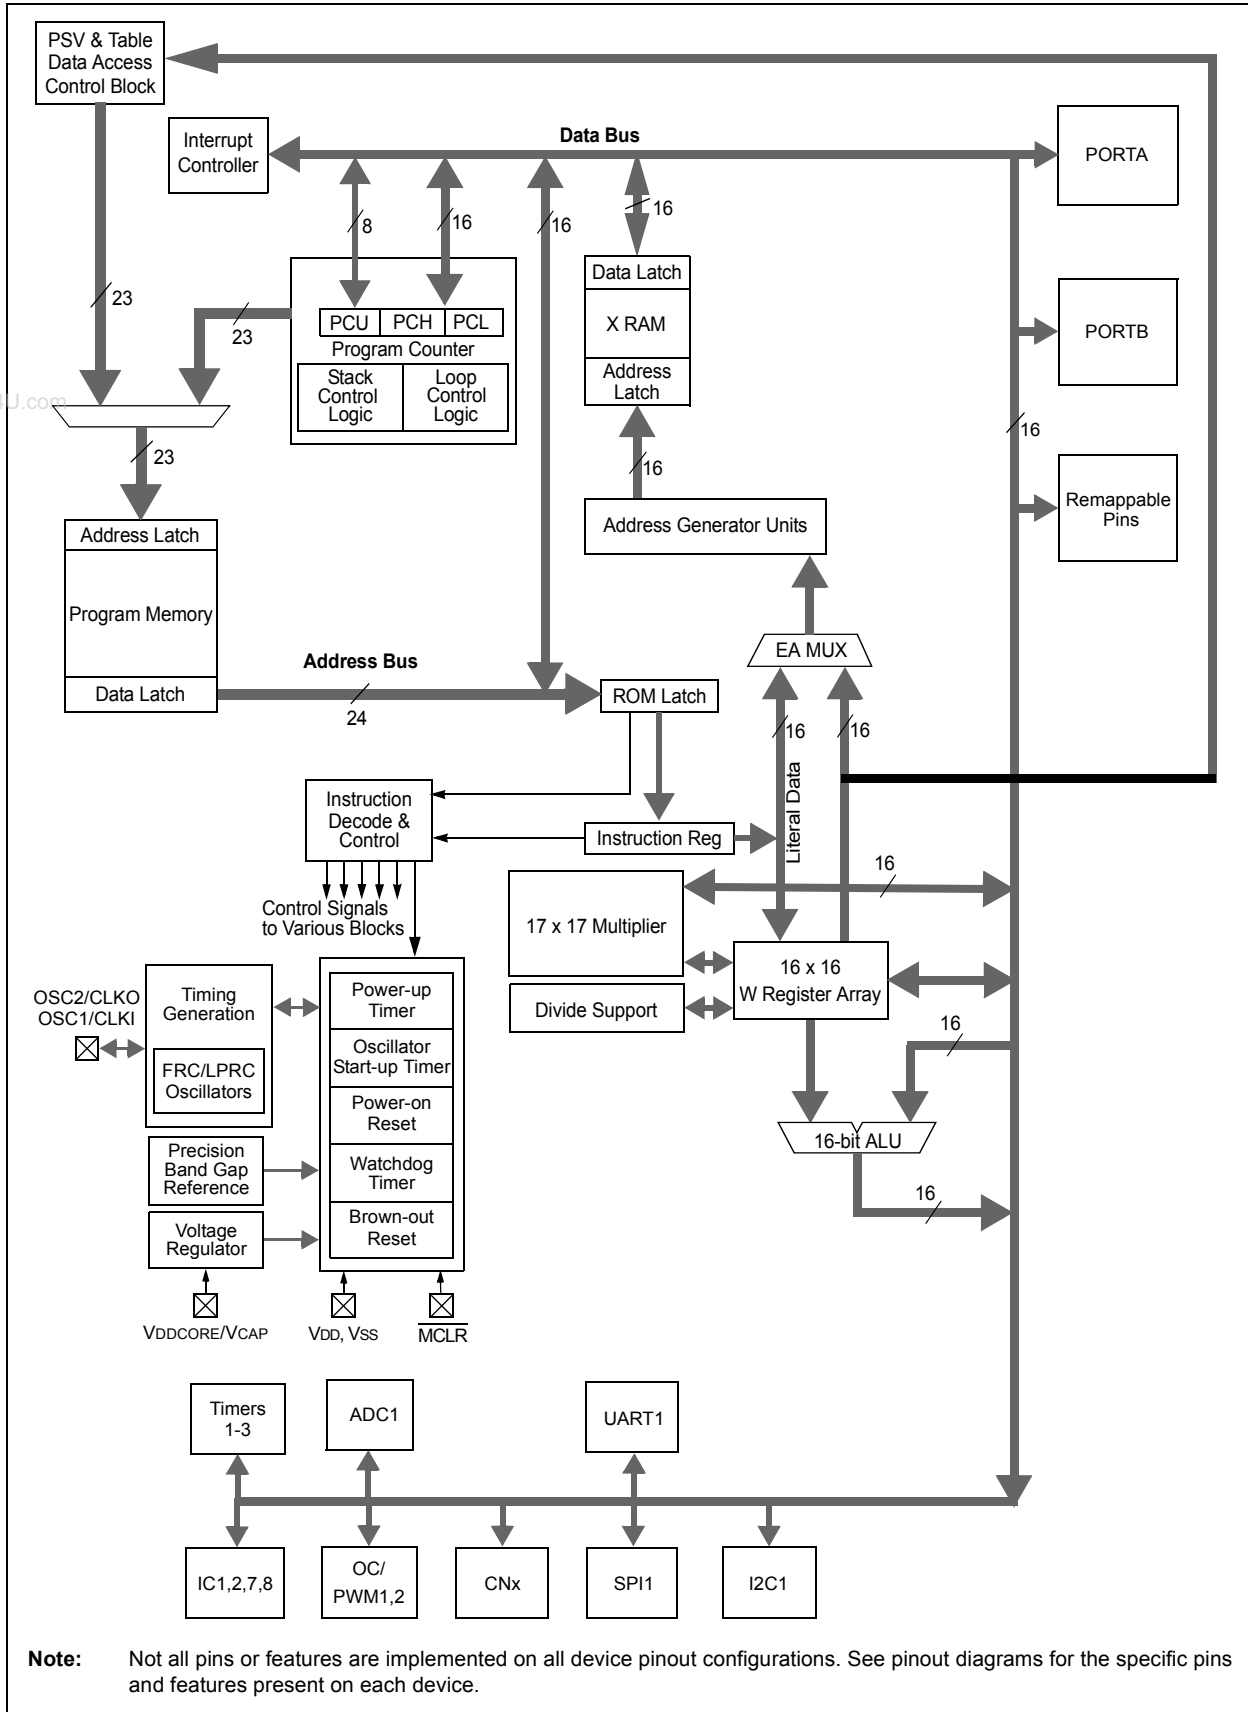 PSV & Table
Data Access
Control Block
Interrupt
Controller
Data Bus
PORTA
8
16
16
16
23
23
PCU
PCH
PCL
Program Counter
Stack
Control
Logic
Loop
Control
Logic
Data Latch
X RAM
Address
Latch
PORTB
4U.com
16
23
16
Address Latch
Program Memory
Data Latch
Address Generator Units
Remappable
Pins
EA MUX
Address Bus
24
ROM Latch
16
16
Literal Data
Instruction
Decode &
Control
Instruction Reg
Control Signals
to Various Blocks
16
17 x 17 Multiplier
16 x 16
W Register Array
Divide Support
OSC2/CLKO
OSC1/CLKI
Timing
Generation
FRC/LPRC
Oscillators
Power-up
Timer
Oscillator
Start-up Timer
Power-on
Reset
Watchdog
Timer
Brown-out
Reset
16
16-bit ALU
16
Precision
Band Gap
Reference
Voltage
Regulator
VDDCORE/VCAP
VDD, VSS
MCLR
Timers
1-3
ADC1
UART1
IC1,2,7,8
OC/
PWM1,2
CNx
SPI1
I2C1
Note: Not all pins or features are implemented on all device pinout configurations. See pinout diagrams for the specific pins
and features present on each device.